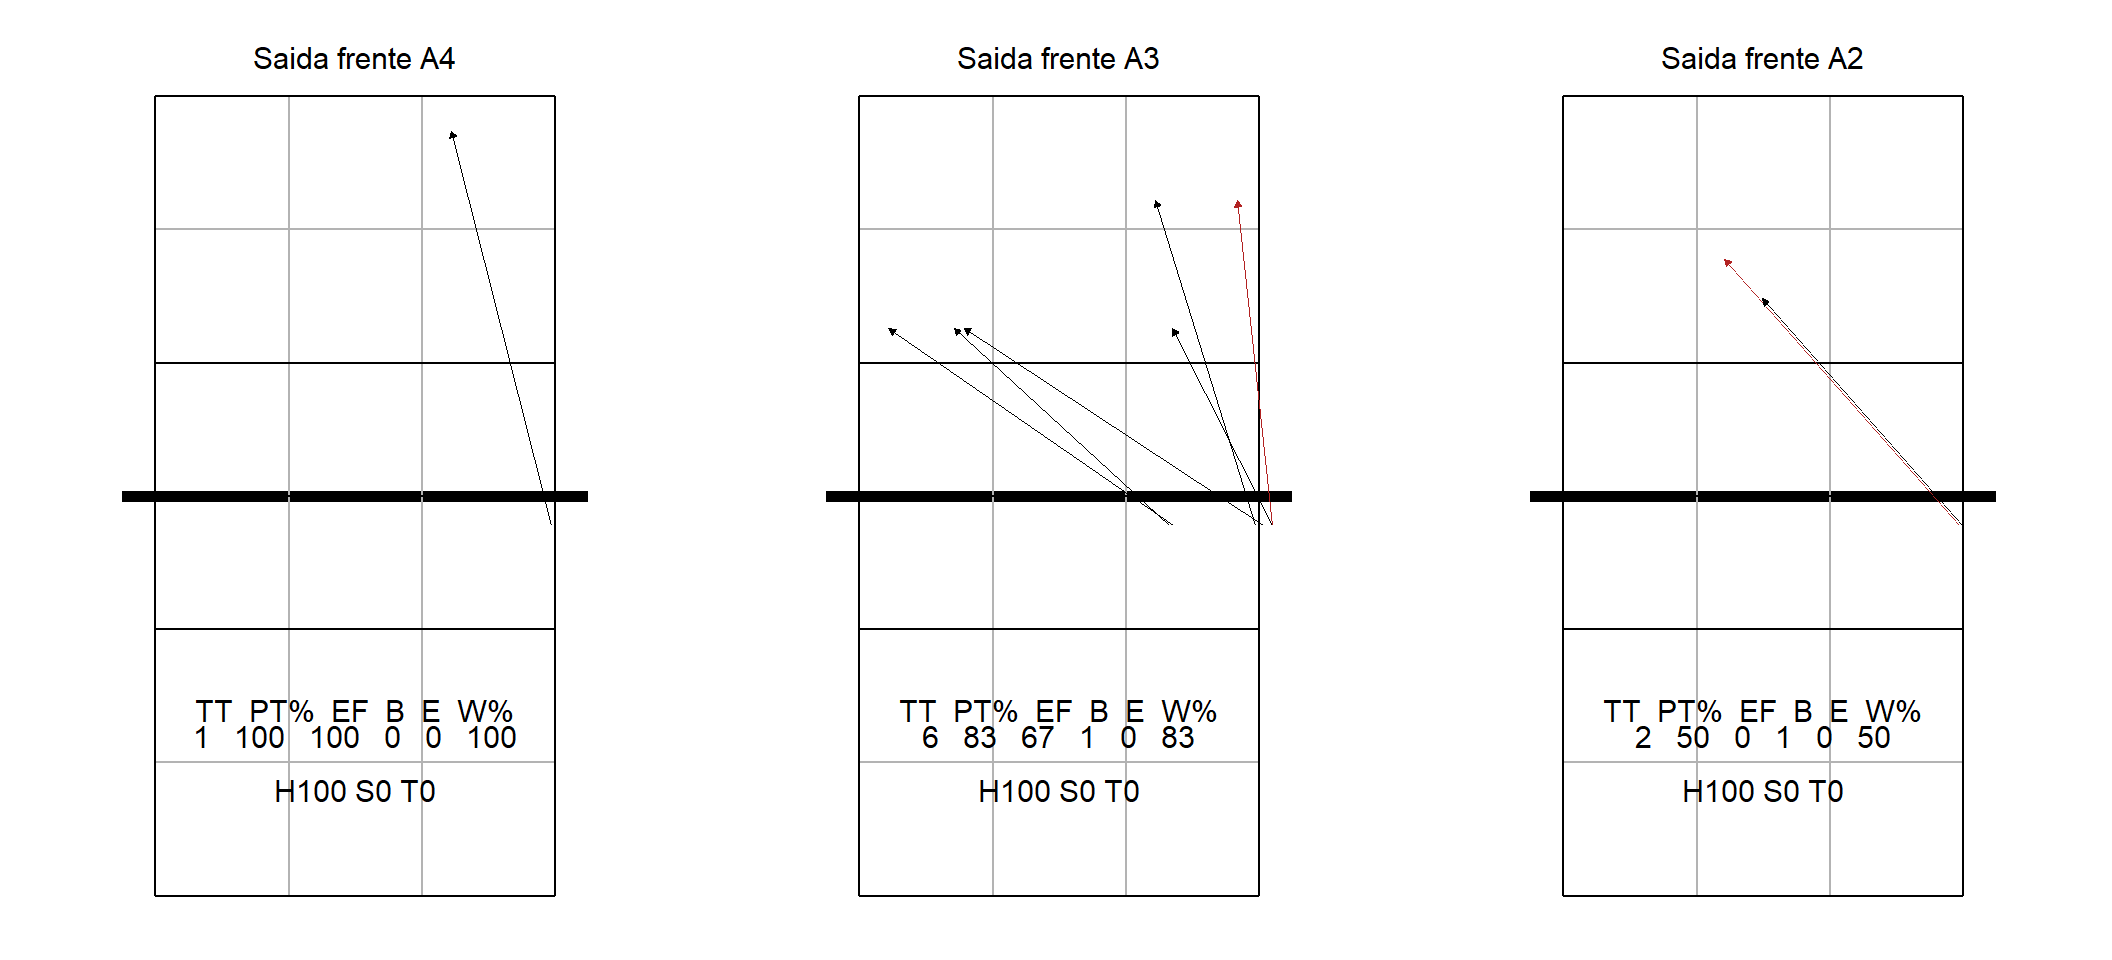 Saida frente A4
TT PT% EF B E W%
1 100 100 0 0 100
H100 S0 T0
Saida frente A3
TT PT% EF B E W%
6 83 67 1 0 83
H100 S0 T0
Saida frente A2
TT PT% EF B E W%
2 50 0 1 0 50
H100 S0 T0